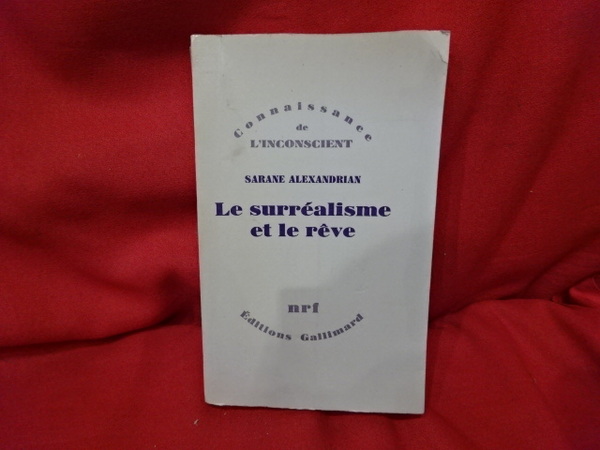 Connaissance
de
L'INCONSCIENT
SARANE ALEXANDRIAN
Le surréalisme
et le rêve
nrf
Éditions Gallimard